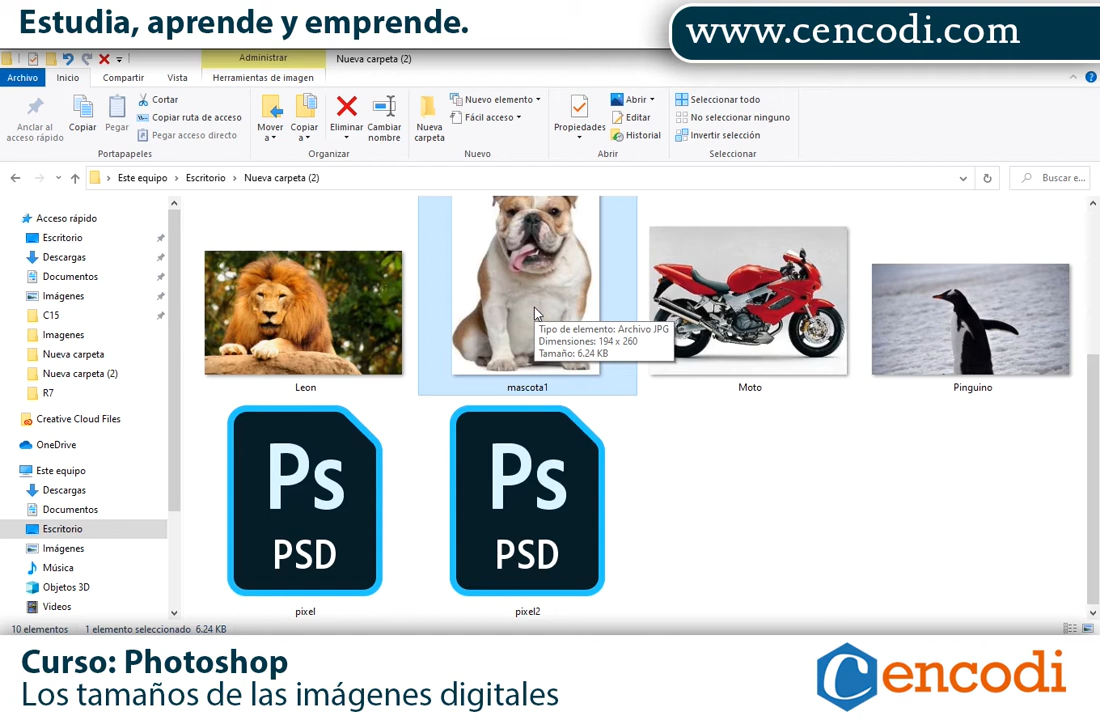 Estudia, aprende y emprende.
www.cencodi.com
Administrar
Nueva carpeta (2)
Archivo
Inicio
Compartir
Vista
Herramientas de imagen
Anclar al
acceso rápido
Copiar
Pegar
Cortar
Copiar ruta de acceso
Pegar acceso directo
Portapapeles
Mover
a
Copiar
a
Eliminar
Cambiar
nombre
Organizar
Nueva
carpeta
Nuevo elemento
Fácil acceso
Nuevo
Propiedades
Abrir
Editar
Historial
Abrir
Seleccionar todo
No seleccionar ninguno
Invertir selección
Seleccionar
Este equipo > Escritorio > Nueva carpeta (2)
Buscar e...
Acceso rápido
Escritorio
Descargas
Documentos
Imágenes
C15
Imagenes
Nueva carpeta
Nueva carpeta (2)
R7
Creative Cloud Files
OneDrive
Este equipo
Descargas
Documentos
Escritorio
Imágenes
Música
Objetos 3D
Videos
Tipo de elemento: Archivo JPG
Dimensiones: 194 x 260
Tamaño: 6.24 KB
Leon
mascota1
Moto
Pinguino
Ps
PSD
pixel
Ps
PSD
pixel2
10 elementos
1 elemento seleccionado 6.24 KB
Curso: Photoshop
Los tamaños de las imágenes digitales
Cencodi